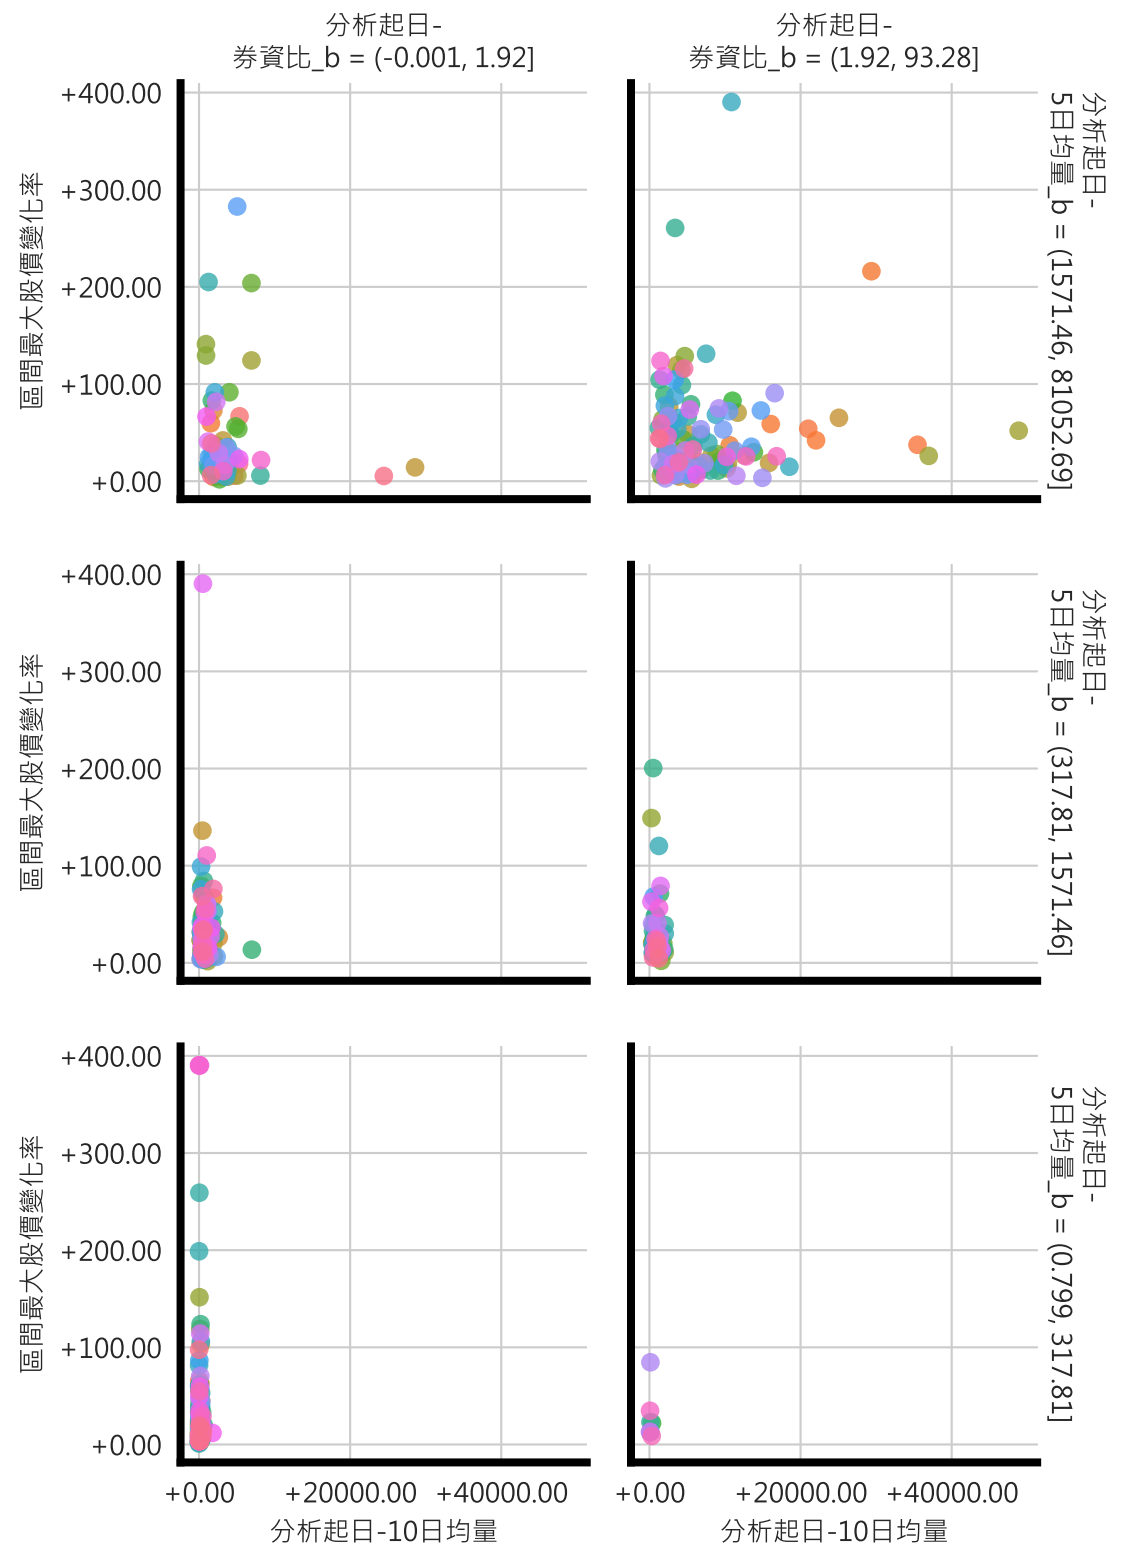 分析起日-
券資比_b = (-0.001, 1.92]
分析起日-
券資比_b = (1.92, 93.28]
+400.00
+300.00
+200.00
+100.00
+0.00
區間最大股價變化率
分析起日-
5日均量_b = (1571.46, 81052.69]
+400.00
+300.00
+200.00
+100.00
+0.00
區間最大股價變化率
分析起日-
5日均量_b = (317.81, 1571.46]
+400.00
+300.00
+200.00
+100.00
+0.00
區間最大股價變化率
分析起日-
5日均量_b = (0.799, 317.81]
+0.00 +20000.00 +40000.00
+0.00 +20000.00 +40000.00
分析起日-10日均量
分析起日-10日均量